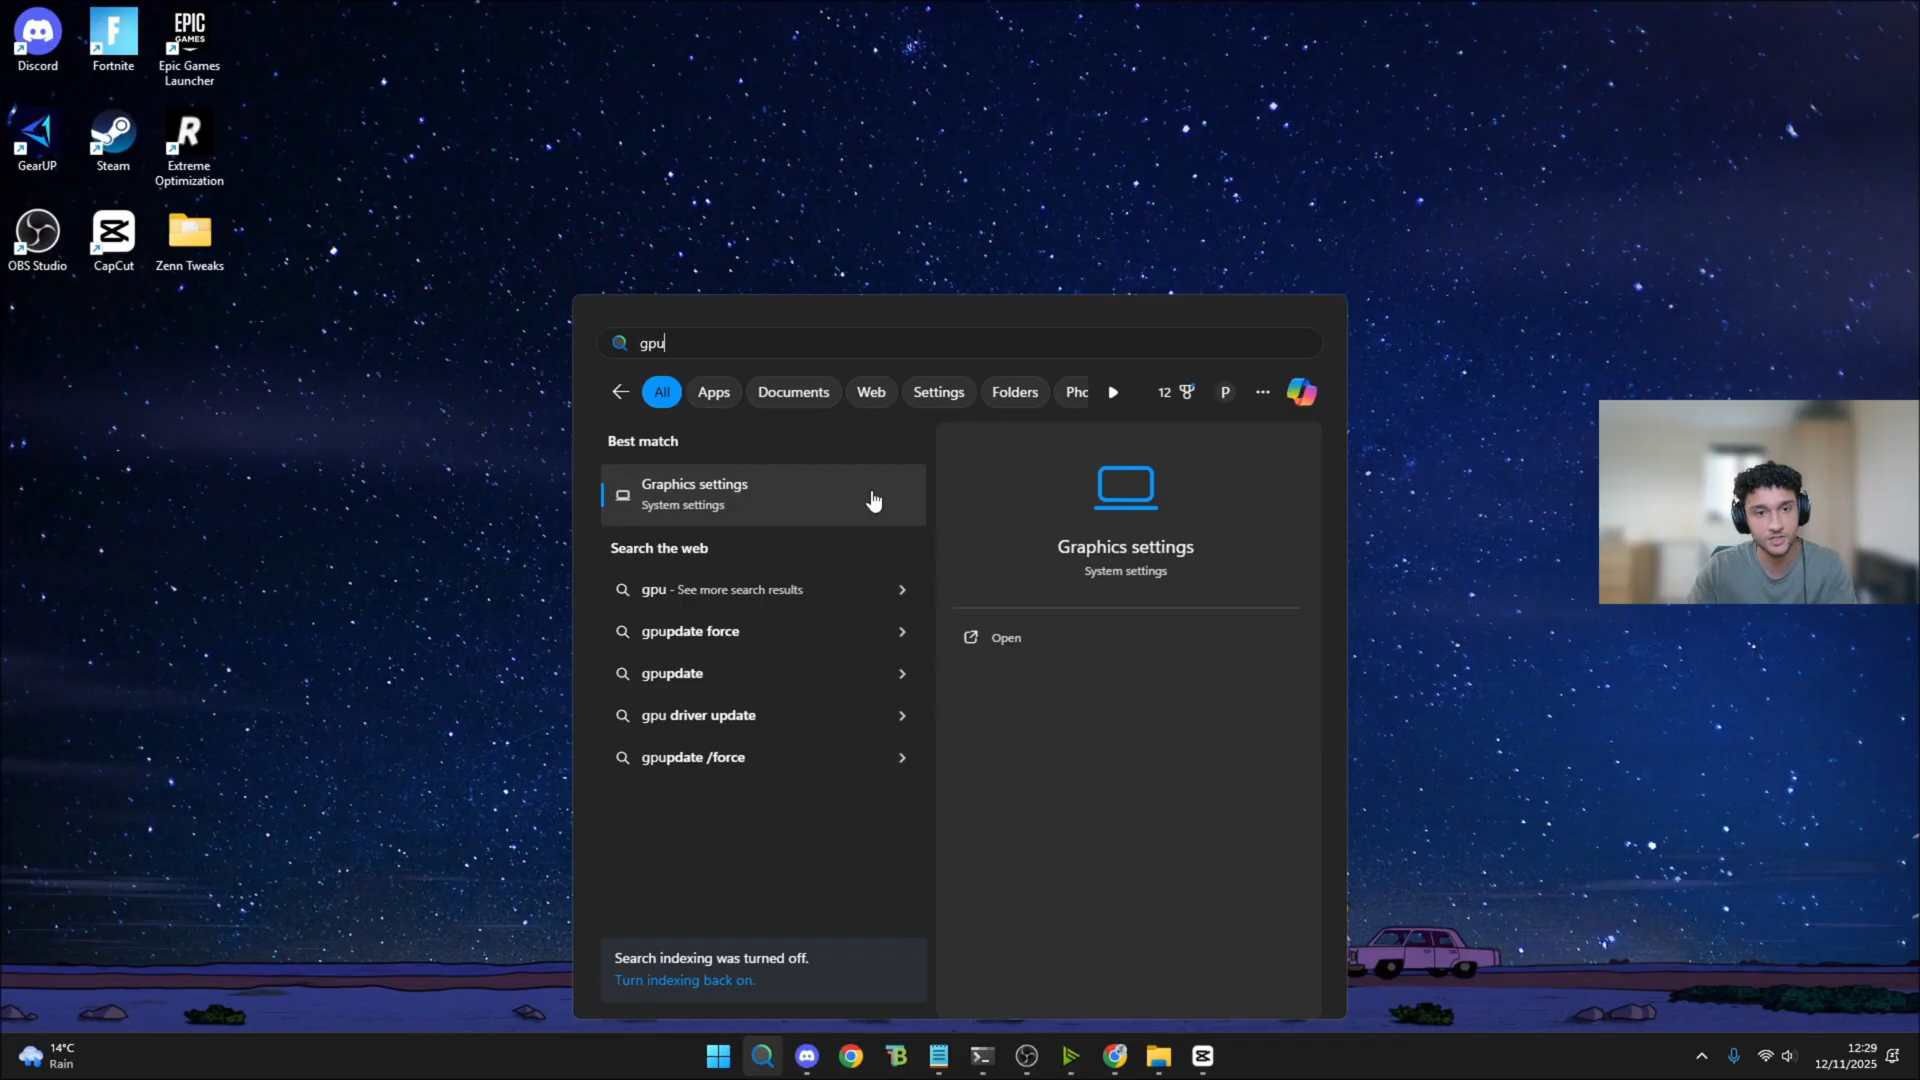 Discord
Fortnite
EPIC
GAMES
Epic Games
Launcher
GearUP
Steam
Extreme
Optimization
OBS Studio
CapCut
Zenn Tweaks
gpu
All
Apps
Documents
Web
Settings
Folders
Pho
12
P
Best match
Graphics settings
System settings
Search the web
gpu - See more search results
gpupdate force
gpupdate
gpu driver update
gpupdate /force
Search indexing was turned off.
Turn indexing back on.
Graphics settings
System settings
Open
14°C
Rain
12:29
12/11/2025